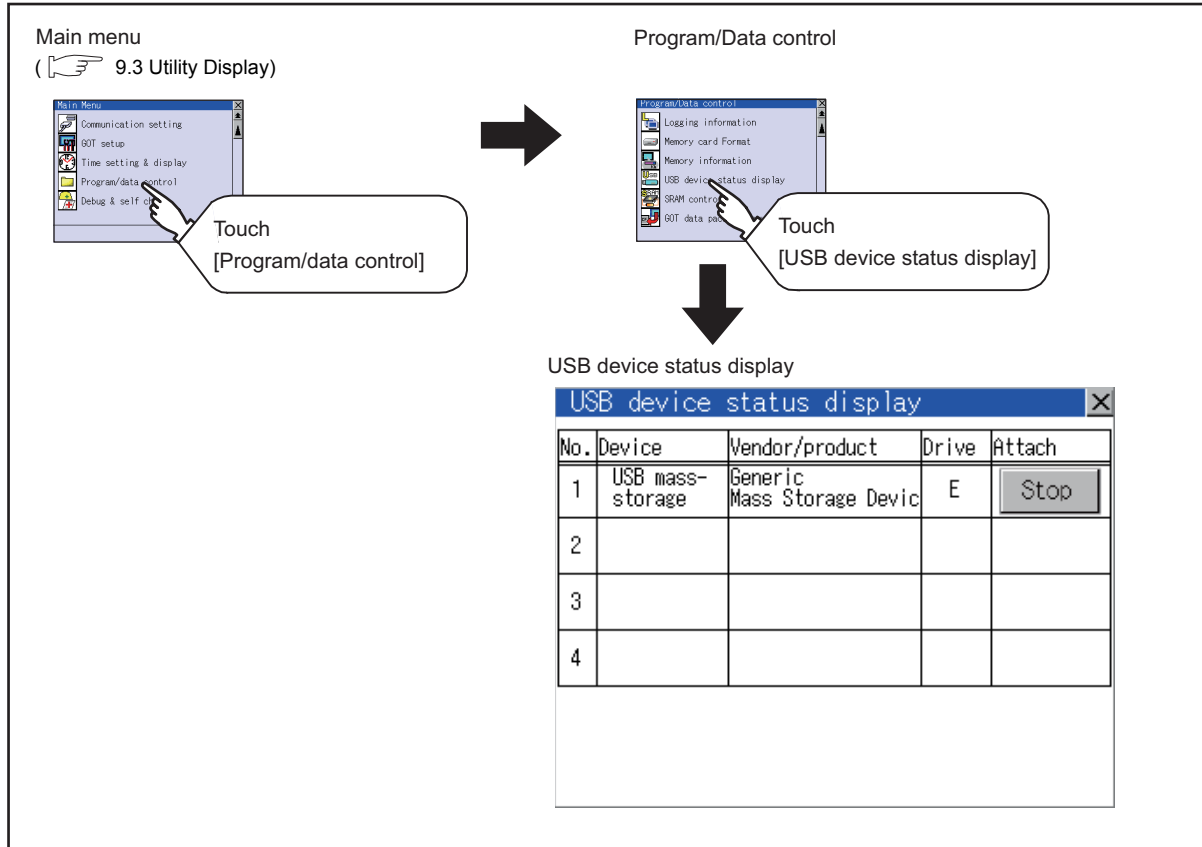 Main menu
( 9.3 Utility Display)
Main Menu
Communication setting
GOT setup
Time setting & display
Program/data control
Debug & self
Touch
[Program/data control]
Program/Data control
Program/Data control
Logging information
Memory card Format
Memory information
USB device status display
SRAM
GOT data
Touch
[USB device status display]
USB device status display
USB device status display
No. Device Vendor/product Drive Attach
1 USB mass- Generic E Stop
storage Mass Storage Devic
2
3
4